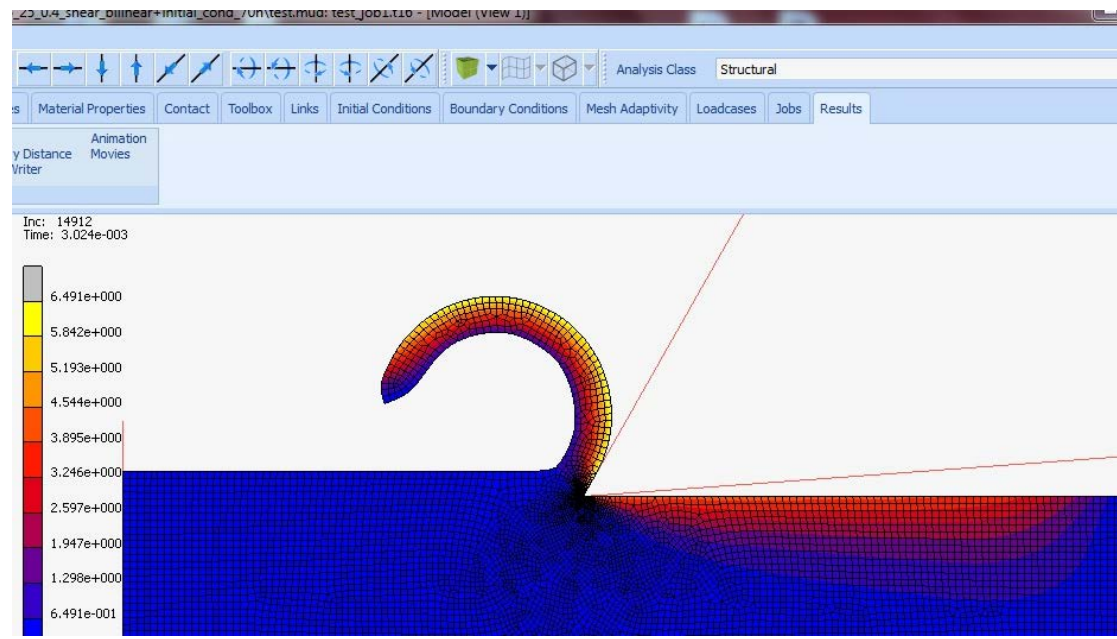 _25_0.4_shear_bilinear+initial_cond_70n\test.mud: test_job1.t16 - [Model (View 1)]
Analysis Class Structural
es Material Properties Contact Toolbox Links Initial Conditions Boundary Conditions Mesh Adaptivity Loadcases Jobs Results
Animation
y Distance Movies
Writer
Inc: 14912
Time: 3.024e-003
6.491e+000
5.842e+000
5.193e+000
4.544e+000
3.895e+000
3.246e+000
2.597e+000
1.947e+000
1.298e+000
6.491e-001